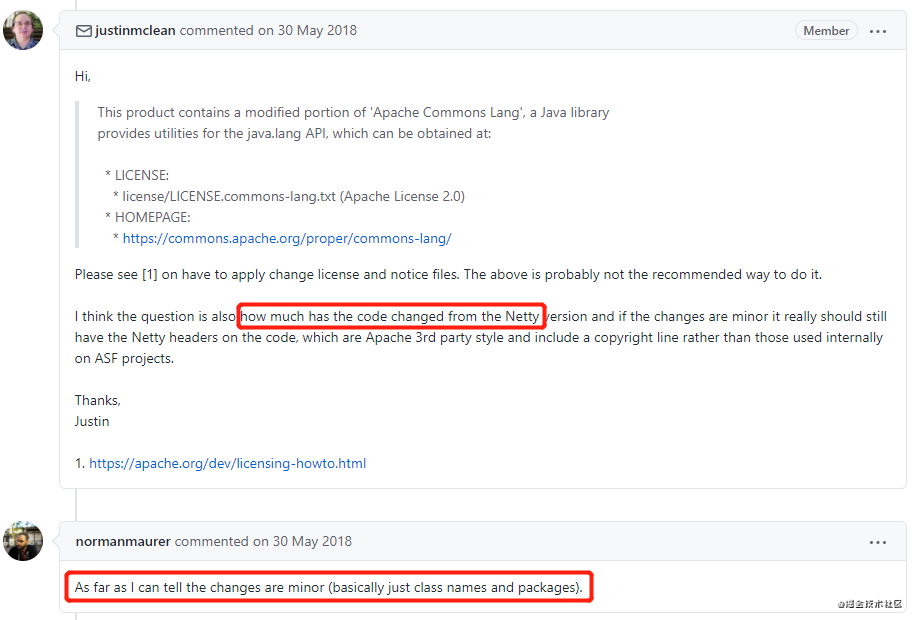 justinmclean commented on 30 May 2018
Member
Hi,
This product contains a modified portion of 'Apache Commons Lang', a Java library
provides utilities for the java.lang API, which can be obtained at:
* LICENSE:
* license/LICENSE.commons-lang.txt (Apache License 2.0)
* HOMEPAGE:
* https://commons.apache.org/proper/commons-lang/
Please see [1] on have to apply change license and notice files. The above is probably not the recommended way to do it.
I think the question is also how much has the code changed from the Netty version and if the changes are minor it really should still
have the Netty headers on the code, which are Apache 3rd party style and include a copyright line rather than those used internally
on ASF projects.
Thanks,
Justin
1. https://apache.org/dev/licensing-howto.html
normanmaurer commented on 30 May 2018
As far as I can tell the changes are minor (basically just class names and packages).
@掘金技术社区